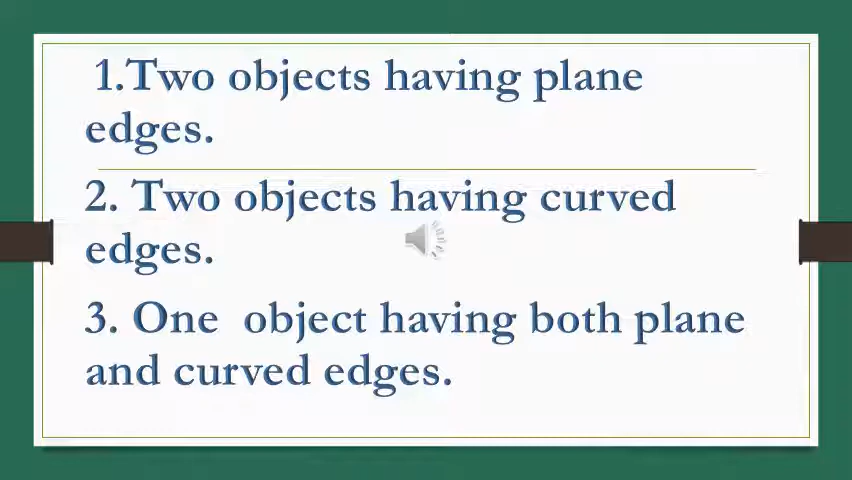 1.Two objects having plane
edges.
2. Two objects having curved
edges.
3. One object having both plane
and curved edges.